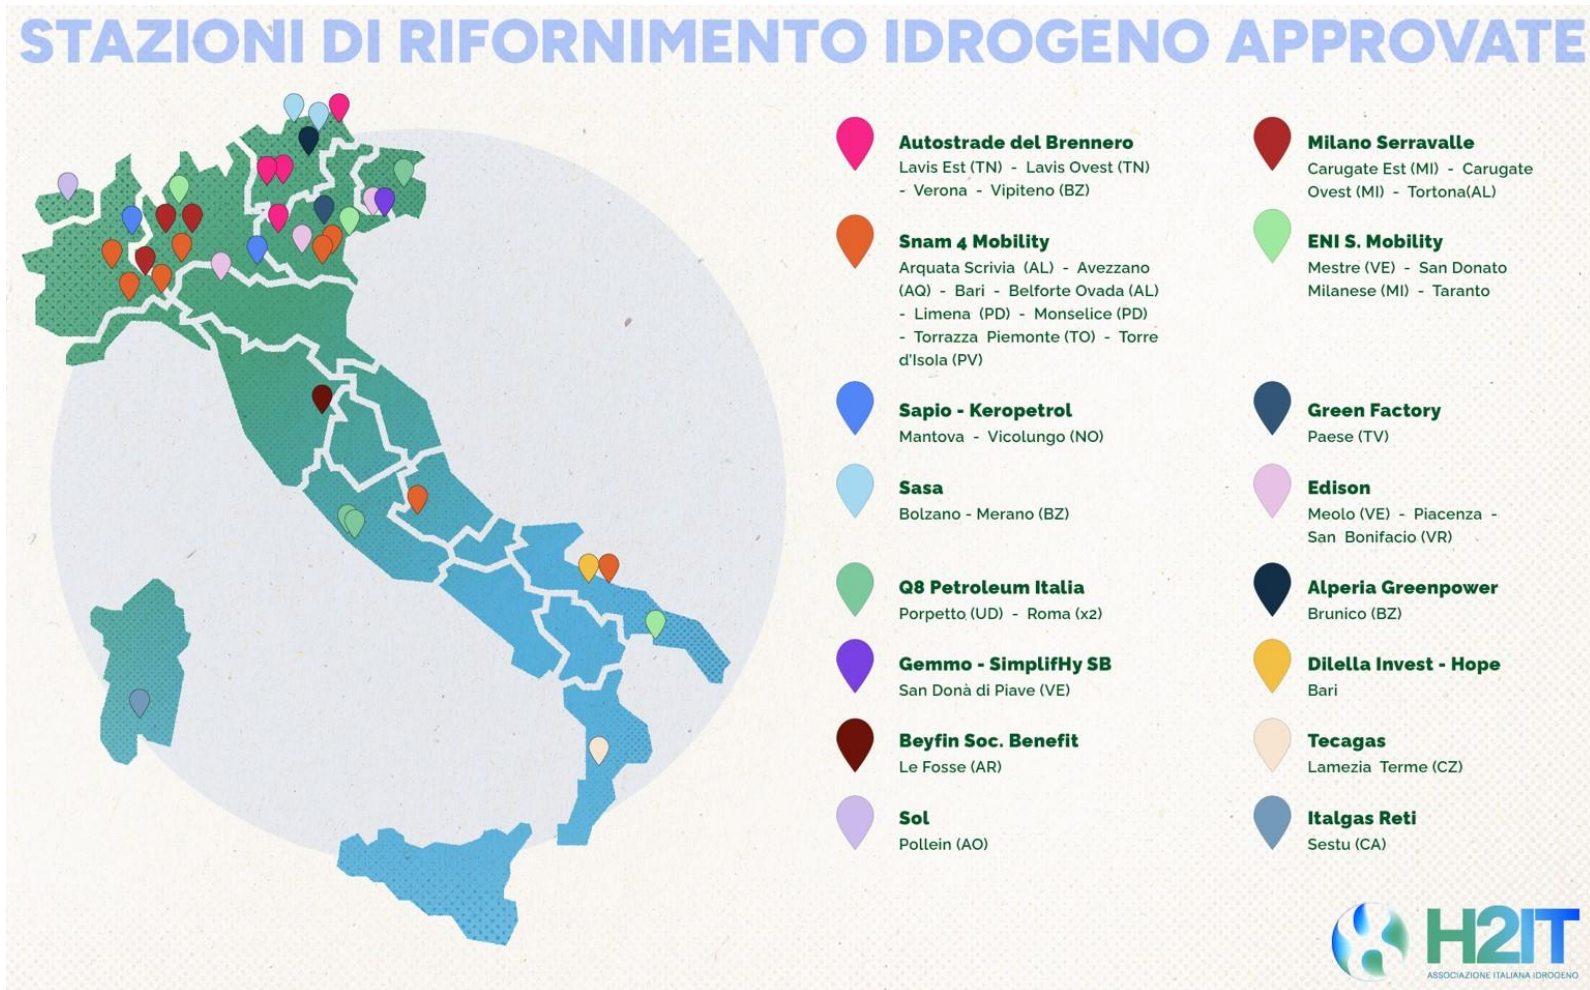 STAZIONI DI RIFORNIMENTO IDROGENO APPROVATE
Autostrade del Brennero
Lavis Est (TN) - Lavis Ovest (TN)
- Verona - Vipiteno (BZ)
Snam 4 Mobility
Arquata Scrivia (AL) - Avezzano
(AQ) - Bari - Belforte Ovada (AL)
- Limena (PD) - Monselice (PD)
- Torrazza Piemonte (TO) - Torre
d'Isola (PV)
Sapio - Keropetrol
Mantova - Vicolungo (NO)
Sasa
Bolzano - Merano (BZ)
Q8 Petroleum Italia
Porpetto (UD) - Roma (x2)
Gemmo - SimplifHy SB
San Donà di Piave (VE)
Beyfin Soc. Benefit
Le Fosse (AR)
Sol
Pollein (AO)
Milano Serravalle
Carugate Est (MI) - Carugate
Ovest (MI) - Tortona(AL)
ENI S. Mobility
Mestre (VE) - San Donato
Milanese (MI) - Taranto
Green Factory
Paese (TV)
Edison
Meolo (VE) - Piacenza -
San Bonifacio (VR)
Alperia Greenpower
Brunico (BZ)
Dilella Invest - Hope
Bari
Tecagas
Lamezia Terme (CZ)
Italgas Reti
Sestu (CA)
H2IT
ASSOCIAZIONE ITALIANA IDROGENO